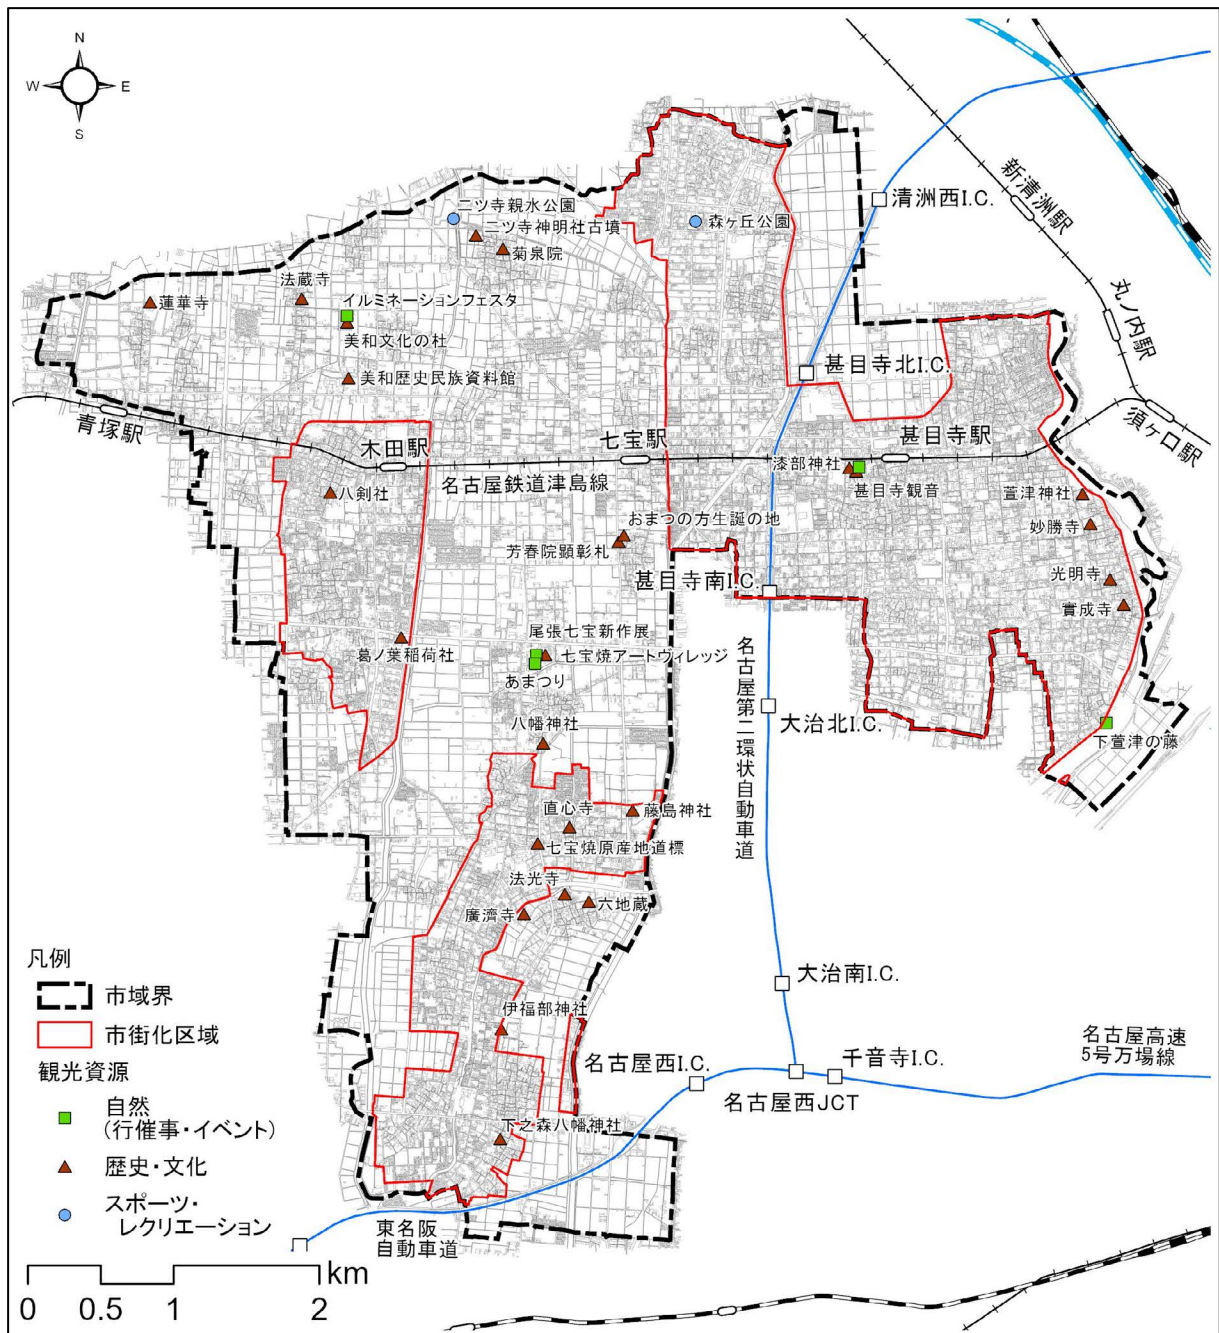 N
W
E
S
清洲西I.C.
新清洲駅
丸ノ内駅
須ヶ口駅
二ツ寺親水公園
二ツ寺神明社古墳
菊泉院
森ヶ丘公園
法蔵寺
蓮華寺
イルミネーションフェスタ
美和文化の杜
美和歴史民族資料館
甚目寺北I.C.
青塚駅
木田駅
七宝駅
甚目寺駅
名古屋鉄道津島線
漆部神社
甚目寺観音
八剣社
萱津神社
妙勝寺
おまつの方生誕の地
芳春院顕彰札
甚目寺南I.C.
光明寺
實成寺
葛ノ葉稲荷社
尾張七宝新作展
七宝焼アートヴィレッジ
あまつり
名古屋第二環状自動車道
大治北I.C.
下萱津の藤
八幡神社
直心寺
藤島神社
七宝焼原産地道標
法光寺
六地蔵
廣濟寺
大治南I.C.
伊福部神社
名古屋西I.C.
千音寺I.C.
名古屋高速
5号万場線
名古屋西JCT
下之森八幡神社
東名阪
自動車道
凡例
市域界
市街化区域
観光資源
自然
(行催事・イベント)
歴史・文化
スポーツ・
レクリエーション
km
0 0.5 1 2